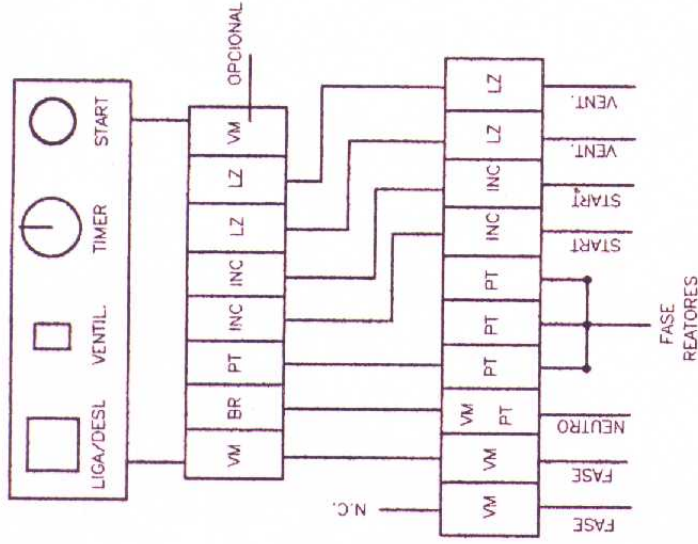 LIGA/DESL VENTIL. TIMER START
OPCIONAL
VM BR PT INC INC LZ LZ VM
N.C.
VM VM VM PT PT PT PT INC INC LZ LZ
FASE FASE NEUTRO START START VENT. VENT.
FASE
REATORES